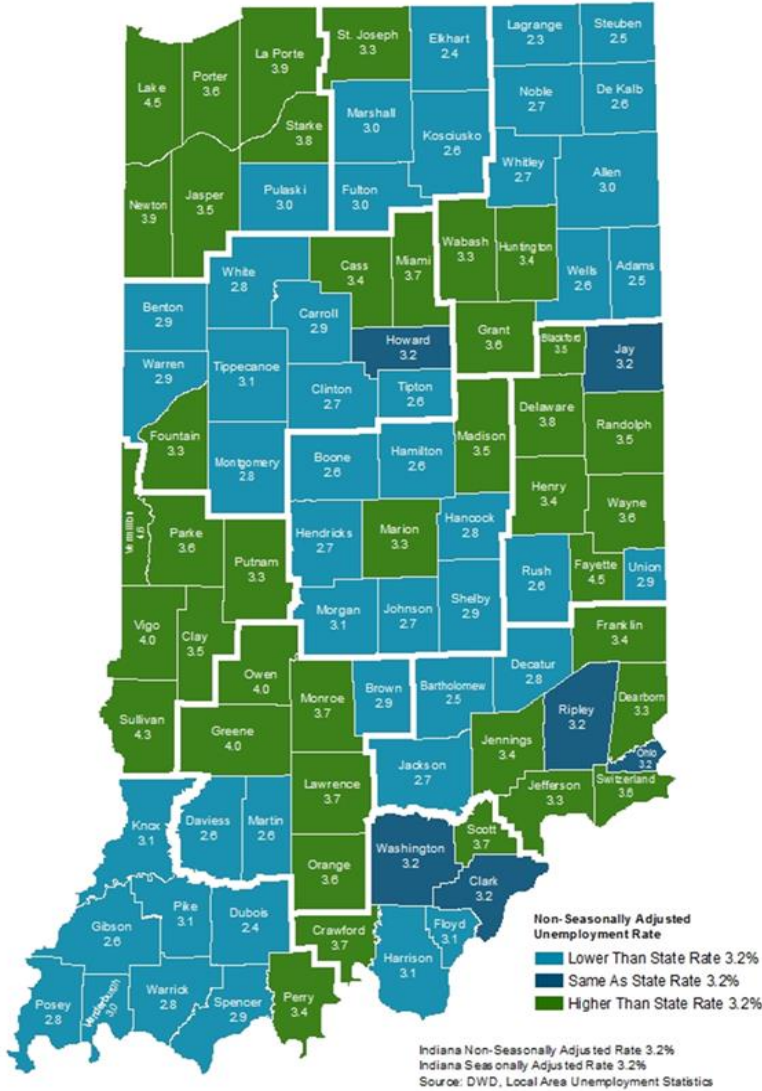 St. Joseph
3.3
Elkhart
2.4
Lagrange
2.3
Steuben
2.5
La Porte
3.9
Lake
4.5
Porter
3.6
Noble
2.7
De Kalb
2.6
Marshall
3.0
Starke
3.8
Kosciusko
2.6
Whitley
2.7
Allen
3.0
Newton
3.9
Jasper
3.5
Pulaski
3.0
Fulton
3.0
Wabash
3.3
Huntington
3.4
Miami
3.7
Cass
3.4
White
2.8
Wells
2.6
Adams
2.5
Benton
2.9
Carroll
2.9
Grant
3.6
Howard
3.2
Blackford
3.5
Jay
3.2
Warren
2.9
Tippecanoe
3.1
Clinton
2.7
Tipton
2.6
Delaware
3.8
Randolph
3.5
Fountain
3.3
Montgomery
2.8
Boone
2.6
Hamilton
2.6
Madison
3.5
Henry
3.4
Wayne
3.6
Vermillion
4.6
Parke
3.6
Putnam
3.3
Hendricks
2.7
Marion
3.3
Hancock
2.8
Rush
2.6
Fayette
4.5
Union
2.9
Vigo
4.0
Clay
3.5
Morgan
3.1
Johnson
2.7
Shelby
2.9
Franklin
3.4
Owen
4.0
Monroe
3.7
Brown
2.9
Bartholomew
2.5
Decatur
2.8
Ripley
3.2
Dearborn
3.3
Sullivan
4.3
Greene
4.0
Jackson
2.7
Jennings
3.4
Ohio
3.2
Switzerland
3.6
Jefferson
3.3
Lawrence
3.7
Knox
3.1
Daviess
2.6
Martin
2.6
Washington
3.2
Scott
3.7
Clark
3.2
Orange
3.6
Gibson
2.6
Pike
3.1
Dubois
2.4
Crawford
3.7
Harrison
3.1
Floyd
3.1
Posey
2.8
Vanderburgh
3.0
Warrick
2.8
Spencer
2.9
Perry
3.4
Non-Seasonally Adjusted
Unemployment Rate
Lower Than State Rate 3.2%
Same As State Rate 3.2%
Higher Than State Rate 3.2%
Indiana Non-Seasonally Adjusted Rate 3.2%
Indiana Seasonally Adjusted Rate 3.2%
Source: DWD, Local Area Unemployment Statistics